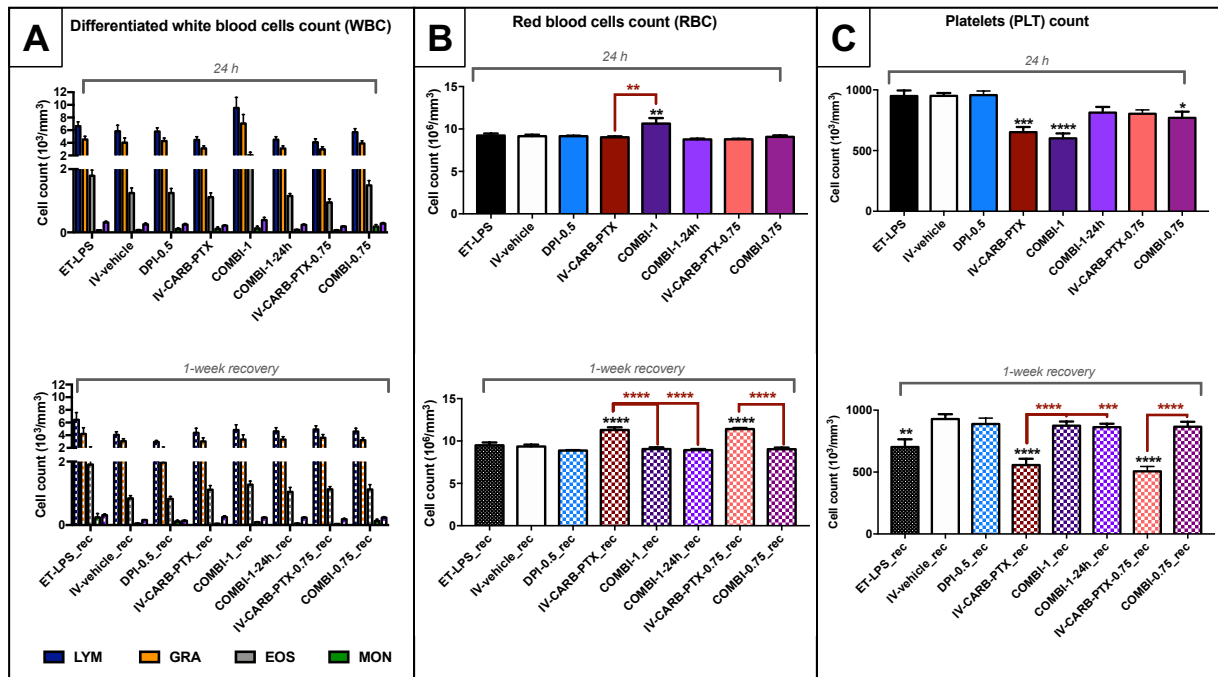 A
Differentiated white blood cells count (WBC)
24 h
Cell count (10³/mm³)
12
10
8
6
4
2
2
0
ET-LPS
IV-vehicle
DPI-0.5
IV-CARB-PTX
COMBI-1
COMBI-1-24h
IV-CARB-PTX-0.75
COMBI-0.75
1-week recovery
Cell count (10³/mm³)
12
10
8
6
4
2
2
0
ET-LPS_rec
IV-vehicle_rec
DPI-0.5_rec
IV-CARB-PTX_rec
COMBI-1_rec
COMBI-1-24h_rec
IV-CARB-PTX-0.75_rec
COMBI-0.75_rec
LYM
GRA
EOS
MON
B
Red blood cells count (RBC)
24 h
Cell count (10⁶/mm³)
15
10
5
0
**
**
ET-LPS
IV-vehicle
DPI-0.5
IV-CARB-PTX
COMBI-1
COMBI-1-24h
IV-CARB-PTX-0.75
COMBI-0.75
1-week recovery
Cell count (10⁶/mm³)
15
10
5
0
**** **** ****
**** ****
ET-LPS_rec
IV-vehicle_rec
DPI-0.5_rec
IV-CARB-PTX_rec
COMBI-1_rec
COMBI-1-24h_rec
IV-CARB-PTX-0.75_rec
COMBI-0.75_rec
C
Platelets (PLT) count
24 h
Cell count (10³/mm³)
1000
500
0
*** **** *
ET-LPS
IV-vehicle
DPI-0.5
IV-CARB-PTX
COMBI-1
COMBI-1-24h
IV-CARB-PTX-0.75
COMBI-0.75
1-week recovery
Cell count (10³/mm³)
1000
500
0
**** *** ****
** **** ****
ET-LPS_rec
IV-vehicle_rec
DPI-0.5_rec
IV-CARB-PTX_rec
COMBI-1_rec
COMBI-1-24h_rec
IV-CARB-PTX-0.75_rec
COMBI-0.75_rec